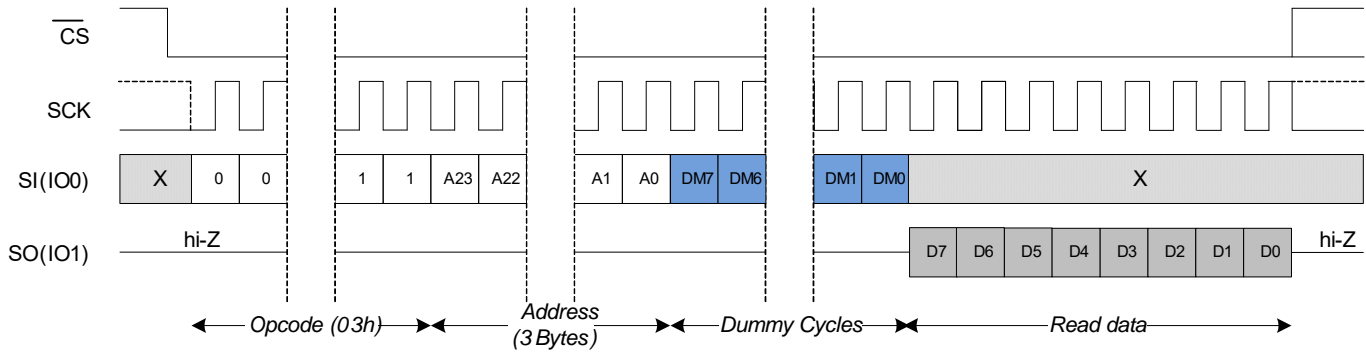 CS
SCK
SI(IO0) X 0 0 1 1 A23 A22 A1 A0 DM7 DM6 DM1 DM0 X
hi-Z hi-Z
SO(IO1) D7 D6 D5 D4 D3 D2 D1 D0
Opcode (03h) Address Dummy Cycles Read data
(3 Bytes)